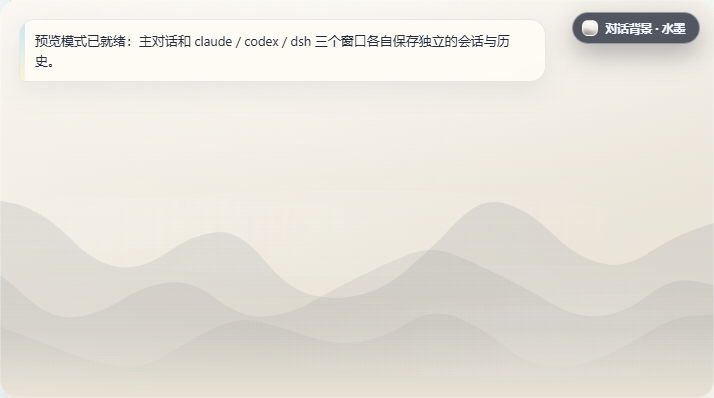 预览模式已就绪：主对话和 claude / codex / dsh 三个窗口各自保存独立的会话与历
史。
对话背景 · 水墨